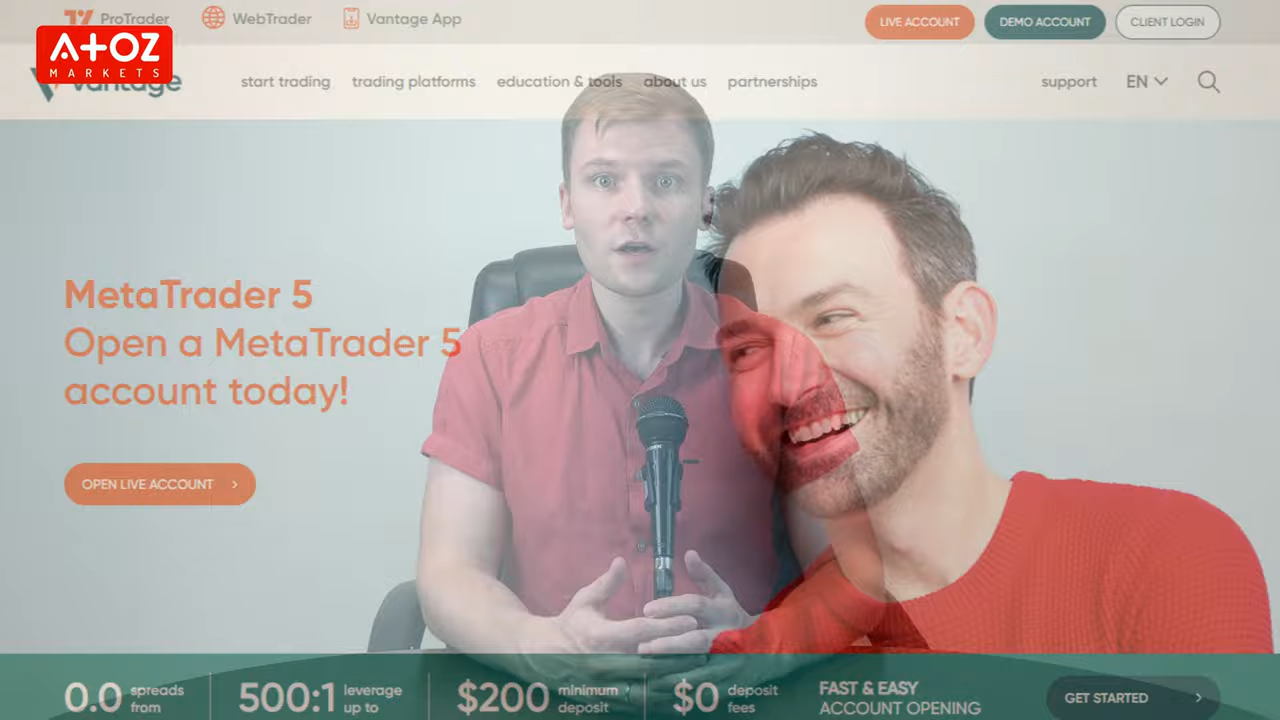 ProTrader
WebTrader
Vantage App
LIVE ACCOUNT
DEMO ACCOUNT
CLIENT LOGIN
A+OZ
MARKETS
vantage
start trading
trading platforms
education & tools
about us
partnerships
support
EN
MetaTrader 5
Open a MetaTrader 5
account today!
OPEN LIVE ACCOUNT
0.0 spreads from
500:1 leverage up to
$200 minimum deposit
$0 deposit fees
FAST & EASY
ACCOUNT OPENING
GET STARTED